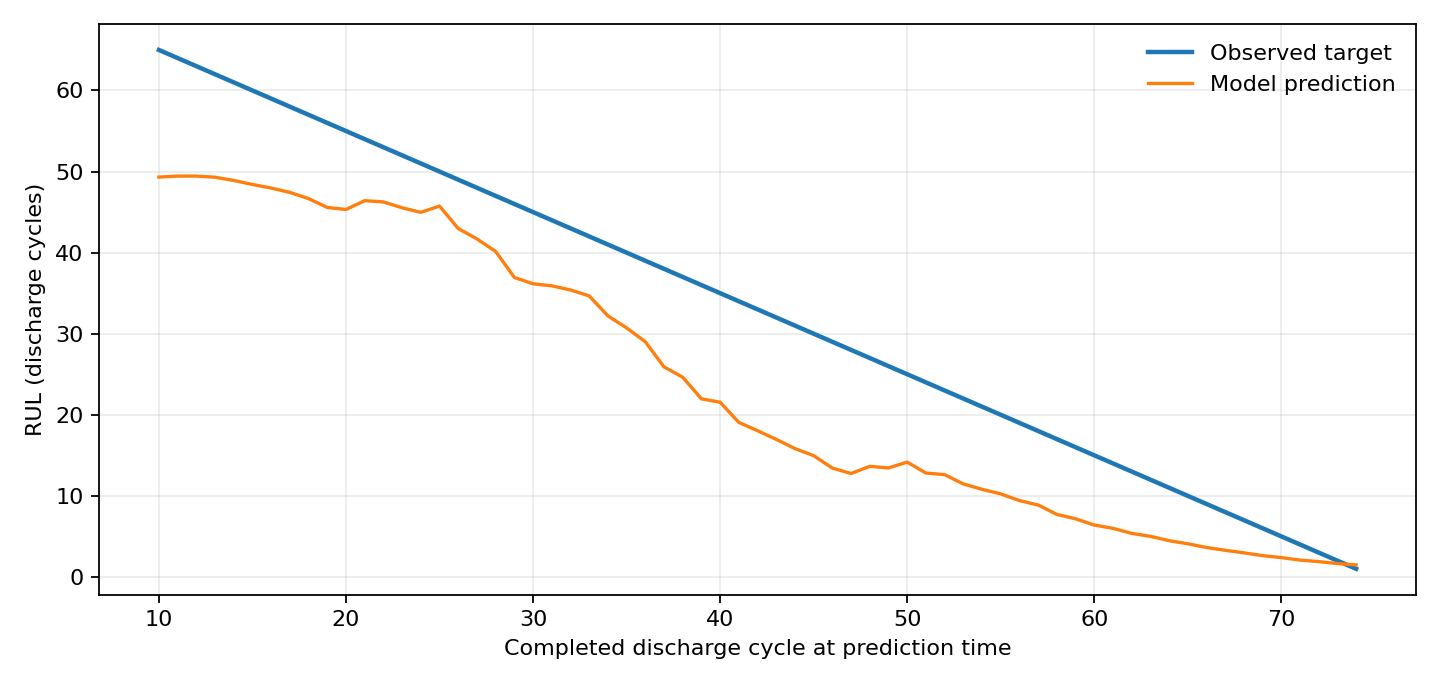 Observed target
Model prediction
60
50
40
30
20
10
0
RUL (discharge cycles)
10 20 30 40 50 60 70
Completed discharge cycle at prediction time